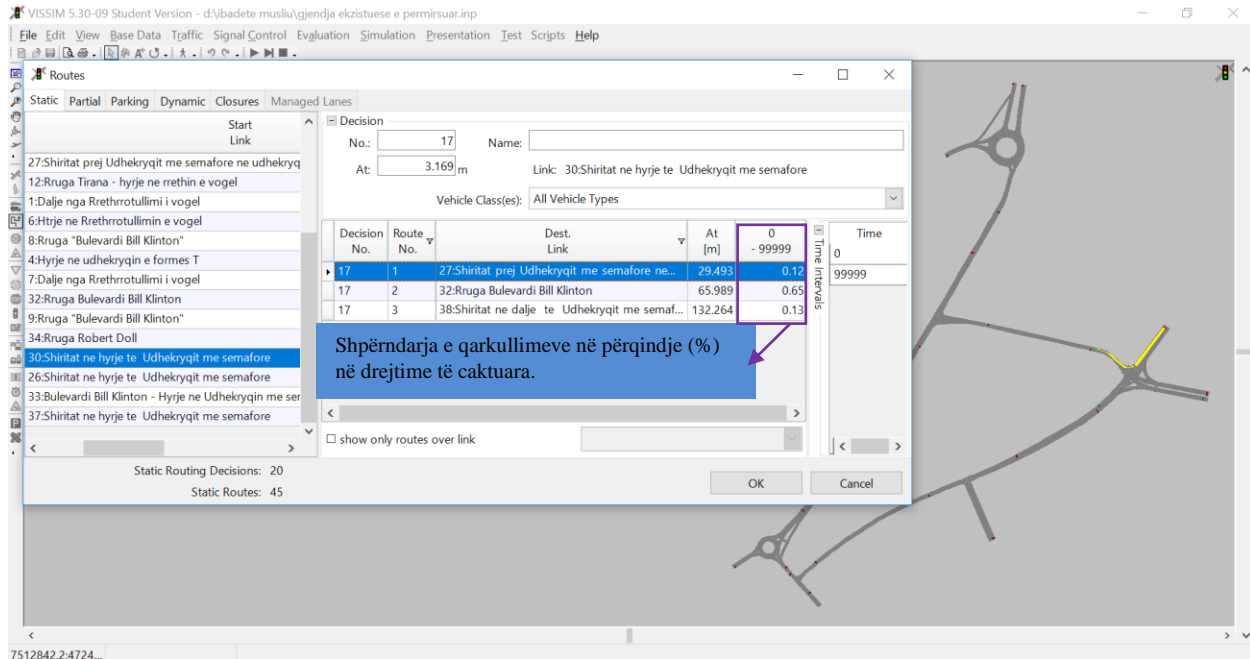 VISSIM 5.30-09 Student Version - d:\ibadete musliu\gjendja ekzistuese e permirsuar.inp
File Edit View Base Data Traffic Signal Control Evaluation Simulation Presentation Test Scripts Help
Routes
Static Partial Parking Dynamic Closures Managed Lanes
Start
Link
27:Shiritat prej Udhekryqit me semafore ne udhekryq
12:Rruga Tirana - hyrje ne rrethin e vogel
1:Dalje nga Rrethrrotullimi i vogel
6:Htrje ne Rrethrrotullimin e vogel
8:Rruga "Bulevardi Bill Klinton"
4:Hyrje ne udhekryqin e formes T
7:Dalje nga Rrethrrotullimi i vogel
32:Rruga Bulevardi Bill Klinton
9:Rruga "Bulevardi Bill Klinton"
34:Rruga Robert Doll
30:Shiritat ne hyrje te Udhekryqit me semafore
26:Shiritat ne hyrje te Udhekryqit me semafore
33:Bulevardi Bill Klinton - Hyrje ne Udhekryqin me ser
37:Shiritat ne hyrje te Udhekryqit me semafore
Static Routing Decisions: 20
Static Routes: 45
Decision
No.: 17 Name:
At: 3.169 m Link: 30:Shiritat ne hyrje te Udhekryqit me semafore
Vehicle Class(es): All Vehicle Types
Decision Route Dest. At 0
No. No. Link [m] - 99999
17 1 27:Shiritat prej Udhekryqit me semafore ne... 29.493 0.12
17 2 32:Rruga Bulevardi Bill Klinton 65.989 0.65
17 3 38:Shiritat ne dalje te Udhekryqit me semaf... 132.264 0.13
Time Intervals
Time
0
99999
Shpërndarja e qarkullimeve në përqindje (%)
në drejtime të caktuara.
show only routes over link
OK Cancel
7512842.2:4724...